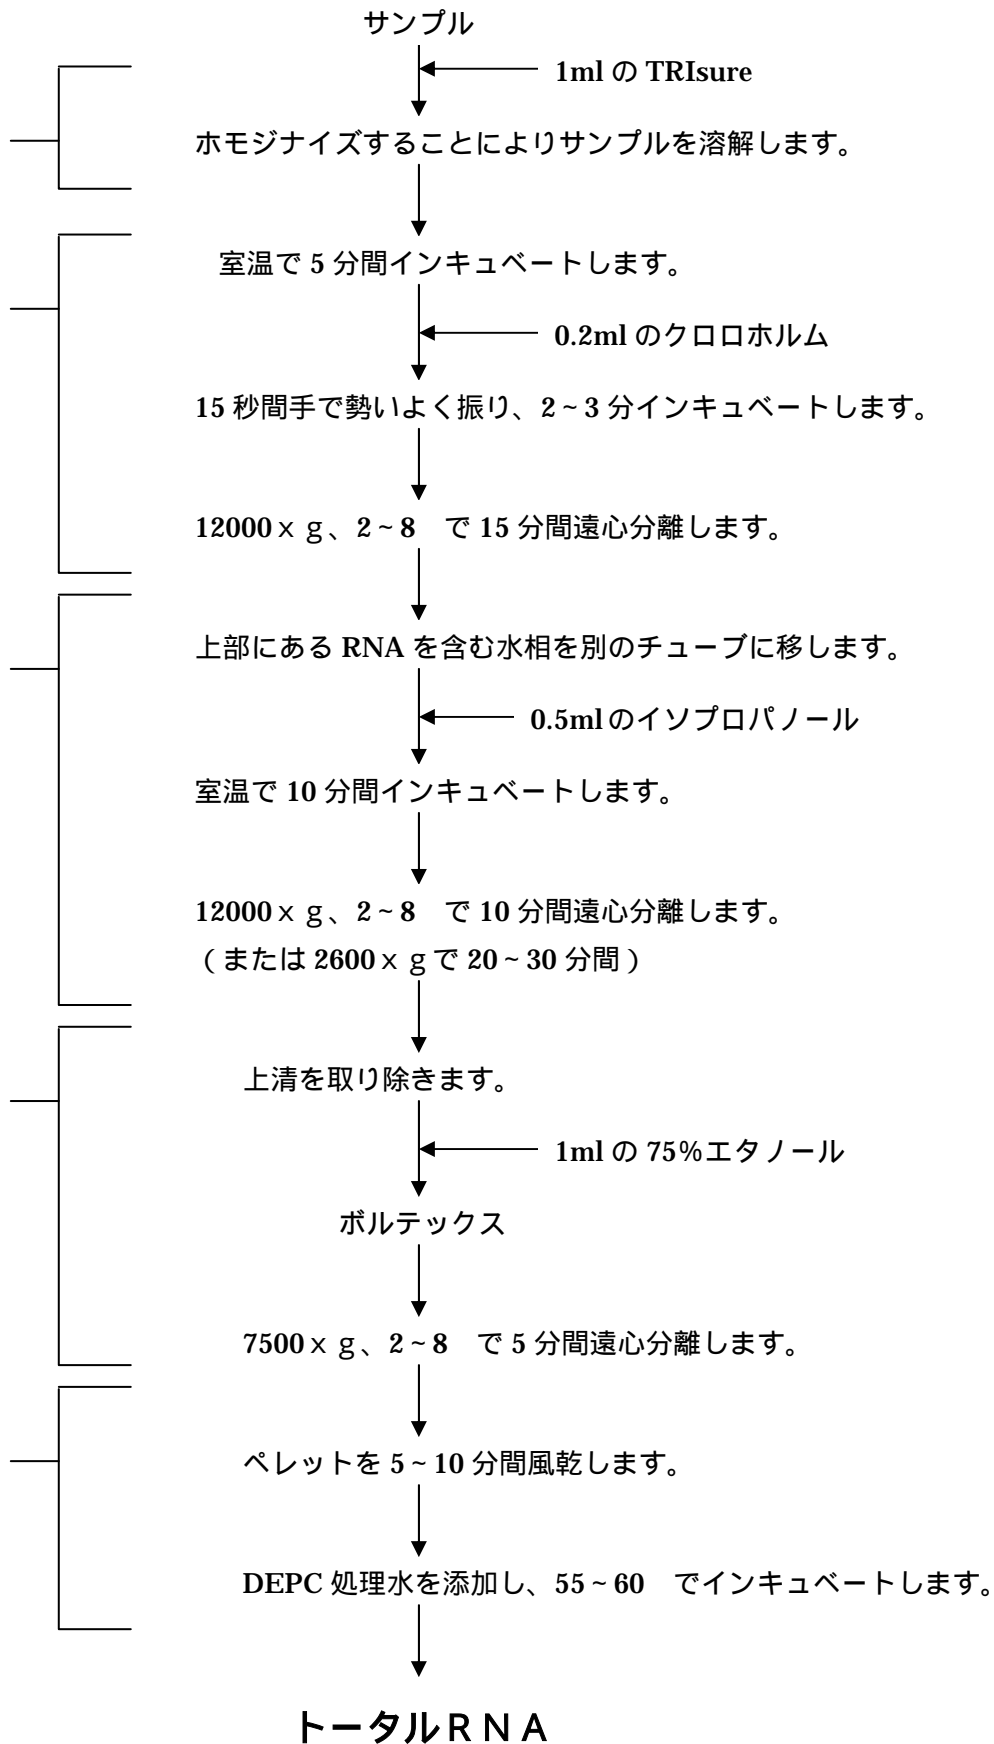 サンプル
1ml の TRIsure
ホモジナイズすることによりサンプルを溶解します。
室温で 5 分間インキュベートします。
0.2ml のクロロホルム
15 秒間手で勢いよく振り、2~3 分インキュベートします。
12000×ｇ、2~8　で 15 分間遠心分離します。
上部にある RNA を含む水相を別のチューブに移します。
0.5ml のイソプロパノール
室温で 10 分間インキュベートします。
12000×ｇ、2~8　で 10 分間遠心分離します。
（または 2600×ｇで 20~30 分間）
上清を取り除きます。
1ml の 75%エタノール
ボルテックス
7500×ｇ、2~8　で 5 分間遠心分離します。
ペレットを 5~10 分間風乾します。
DEPC 処理水を添加し、55~60　でインキュベートします。
トータルＲＮＡ